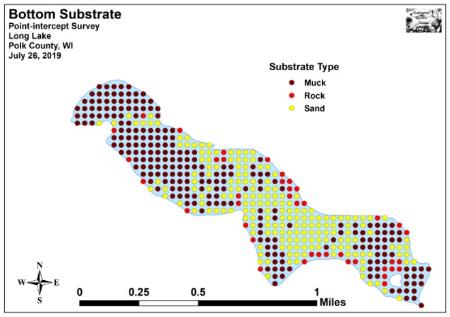 Bottom Substrate
Point-intercept Survey
Long Lake
Polk County, WI
July 26, 2019
Substrate Type
Muck
Rock
Sand
N
W E
S
0 0.25 0.5 1
Miles